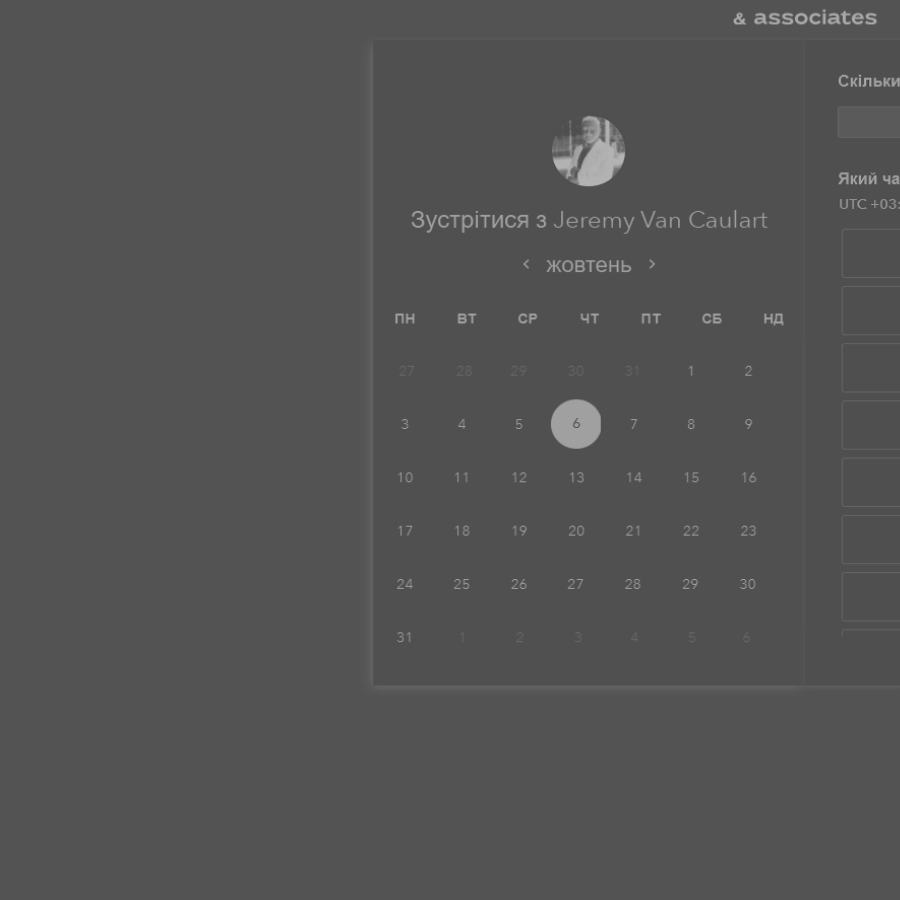 & associates
Скільки
Зустрітися з Jeremy Van Caulart
жовтень
ПН ВТ СР ЧТ ПТ СБ НД
27 28 29 30 31 1 2
3 4 5 6 7 8 9
10 11 12 13 14 15 16
17 18 19 20 21 22 23
24 25 26 27 28 29 30
31 1 2 3 4 5 6
Який ча
UTC +03: